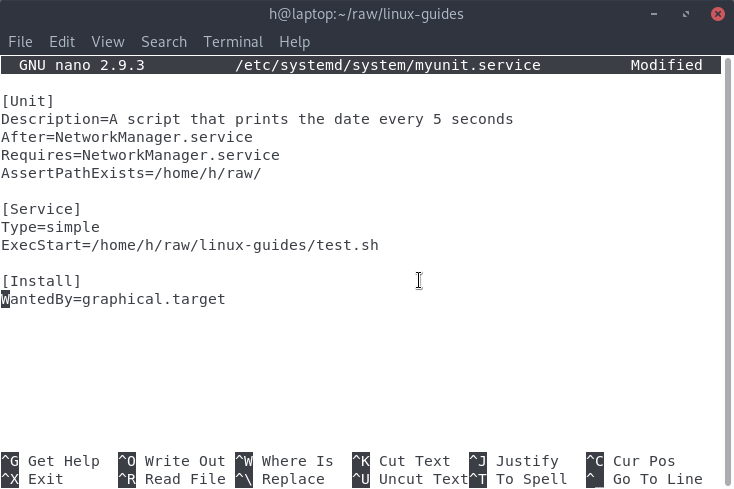 h@laptop:~/raw/linux-guides
File Edit View Search Terminal Help
GNU nano 2.9.3 /etc/systemd/system/myunit.service Modified
[Unit]
Description=A script that prints the date every 5 seconds
After=NetworkManager.service
Requires=NetworkManager.service
AssertPathExists=/home/h/raw/
[Service]
Type=simple
ExecStart=/home/h/raw/linux-guides/test.sh
[Install]
WantedBy=graphical.target
^G Get Help ^O Write Out ^W Where Is ^K Cut Text ^J Justify ^C Cur Pos
^X Exit ^R Read File ^\ Replace ^U Uncut Text ^T To Spell ^_ Go To Line